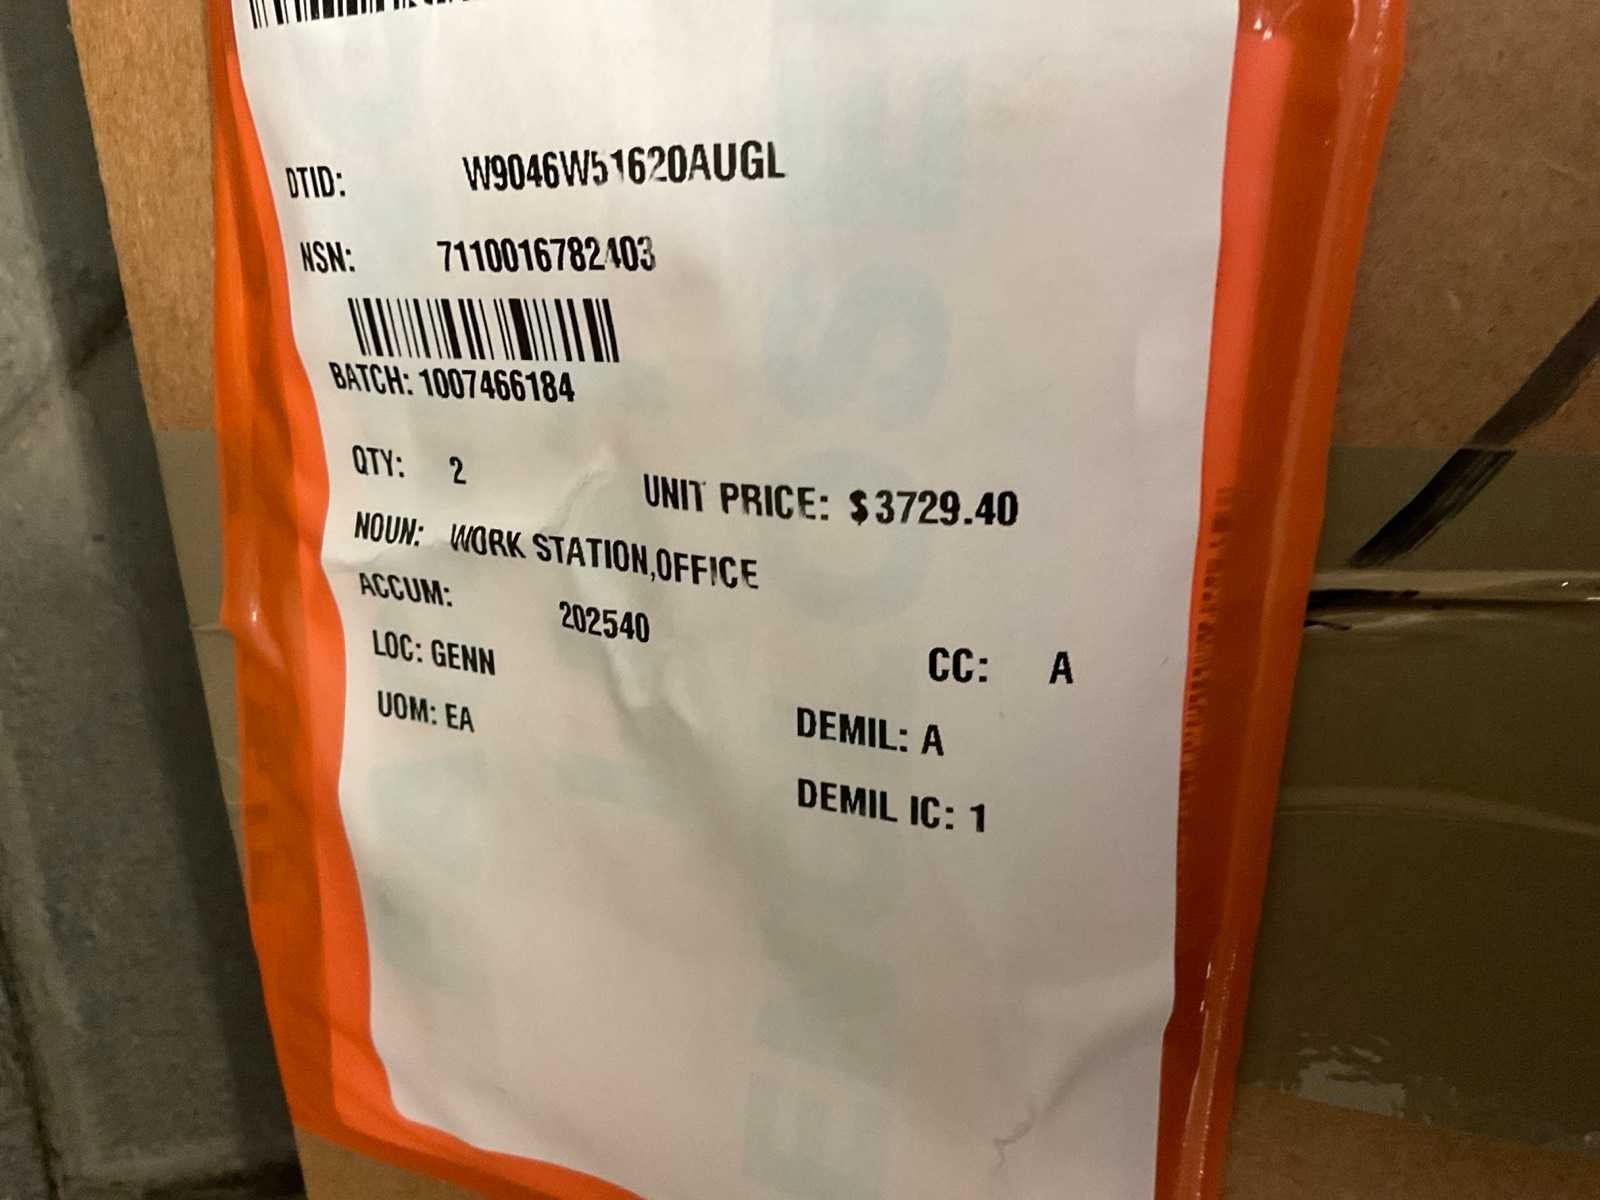 DTID: W9046W51620AUGL
NSN: 7110016782403
BATCH: 1007466184
QTY: 2 UNIT PRICE: $3729.40
NOUN: WORK STATION,OFFICE
ACCUM: 202540
LOC: GENN CC: A
UOM: EA DEMIL: A
DEMIL IC: 1